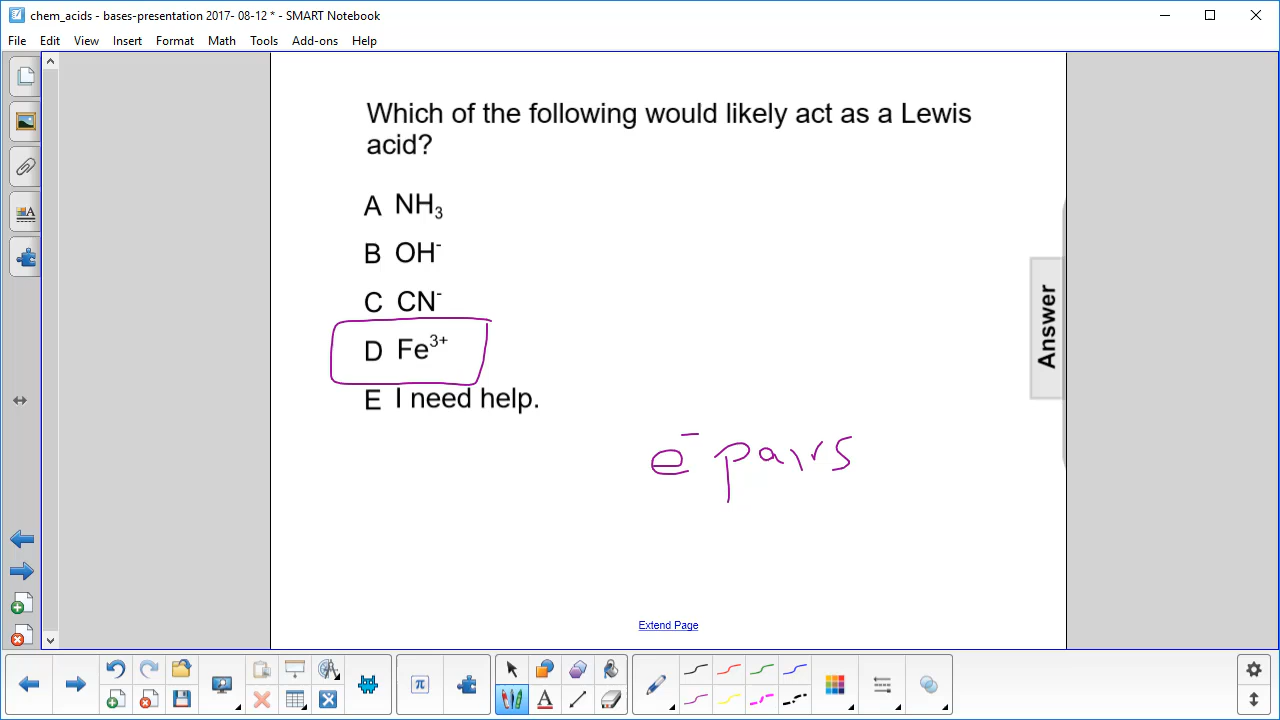 chem_acids - bases-presentation 2017- 08-12 * - SMART Notebook
File Edit View Insert Format Math Tools Add-ons Help
Which of the following would likely act as a Lewis
acid?
A NH₃
B OH⁻
C CN⁻
D Fe³⁺
E I need help.
Answer
e⁻ pairs
Extend Page
π
A